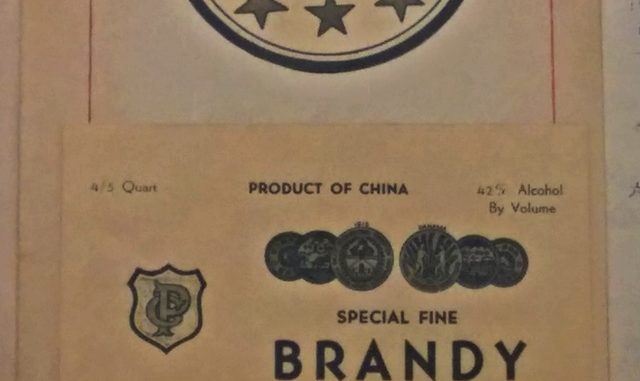 4/5 Quart
PRODUCT OF CHINA
42% Alcohol
By Volume
SPECIAL FINE
BRANDY